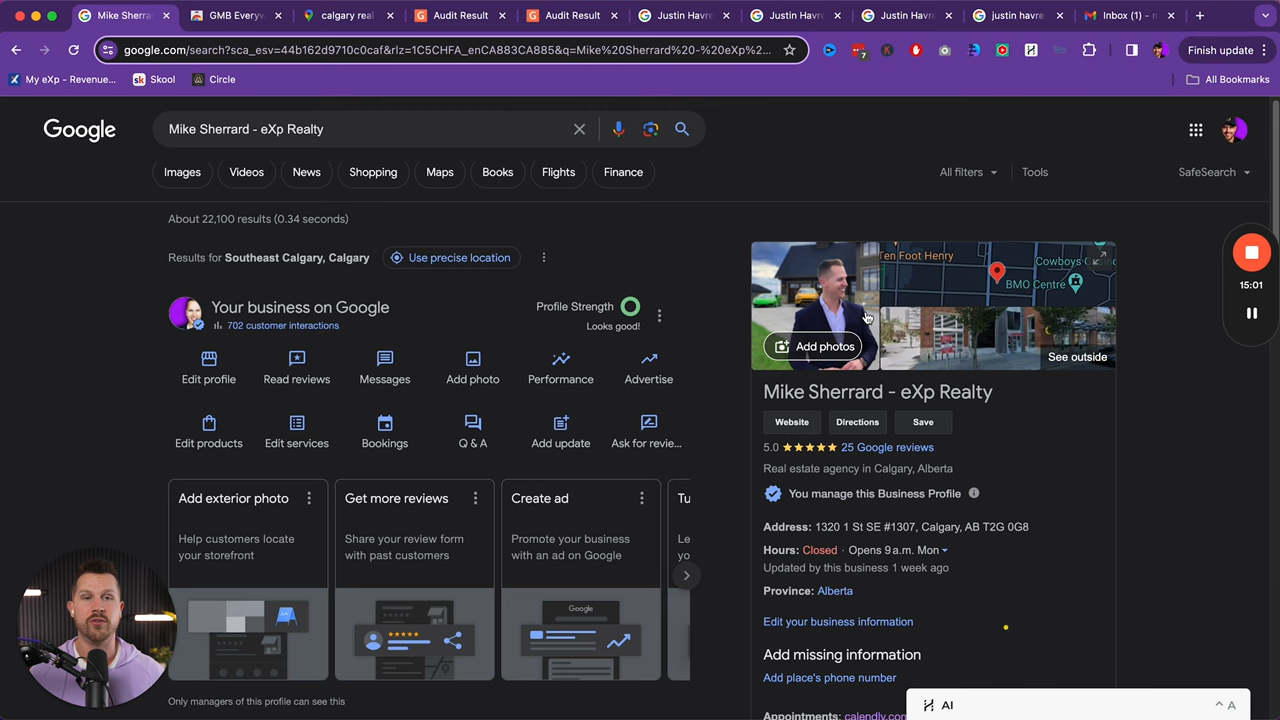 Mike Sherrard
GMB Everyw
calgary real
Audit Result
Audit Result
Justin Havre
Justin Havre
Justin Havre
justin havre
Inbox (1) - m
google.com/search?sca_esv=44b162d9710c0caf&rlz=1C5CHFA_enCA883CA885&q=Mike%20Sherrard%20-%20eXp%20Realty...
7
Finish update
My eXp - Revenue...
Skool
Circle
All Bookmarks
Google
Mike Sherrard - eXp Realty
Images
Videos
News
Shopping
Maps
Books
Flights
Finance
All filters
Tools
SafeSearch
About 22,100 results (0.34 seconds)
Results for Southeast Calgary, Calgary
Use precise location
Your business on Google
702 customer interactions
Profile Strength
Looks good!
Edit profile
Read reviews
Messages
Add photo
Performance
Advertise
Edit products
Edit services
Bookings
Q & A
Add update
Ask for revie...
Add exterior photo
Help customers locate
your storefront
Get more reviews
Share your review form
with past customers
Create ad
Promote your business
with an ad on Google
Google
Tu
Le
yo
Only managers of this profile can see this
Add photos
Ten Foot Henry
Cowboys
BMO Centre
See outside
Mike Sherrard - eXp Realty
Website
Directions
Save
5.0
25 Google reviews
Real estate agency in Calgary, Alberta
You manage this Business Profile
Address: 1320 1 St SE #1307, Calgary, AB T2G 0G8
Hours: Closed · Opens 9 a.m. Mon
Updated by this business 1 week ago
Province: Alberta
Edit your business information
Add missing information
Add place's phone number
Appointments: calendly.com
AI
A
15:01